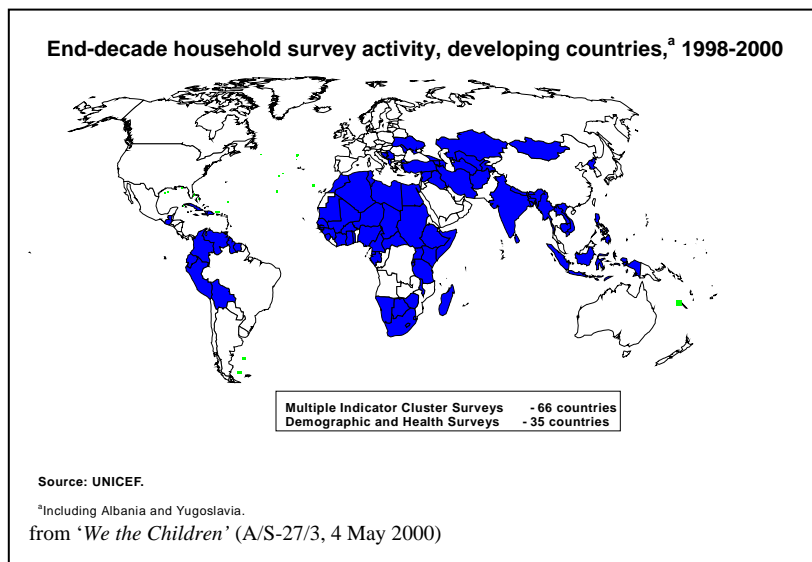 End-decade household survey activity, developing countries,a 1998-2000
Multiple Indicator Cluster Surveys - 66 countries
Demographic and Health Surveys - 35 countries
Source: UNICEF.
aIncluding Albania and Yugoslavia.
from ‘We the Children’ (A/S-27/3, 4 May 2000)